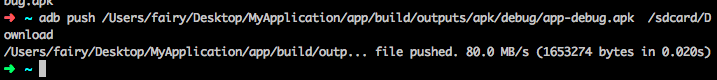 bug.apk
➜ ~ adb push /Users/fairy/Desktop/MyApplication/app/build/outputs/apk/debug/app-debug.apk /sdcard/D
ownload
/Users/fairy/Desktop/MyApplication/app/build/outp... file pushed. 80.0 MB/s (1653274 bytes in 0.020s)
➜ ~